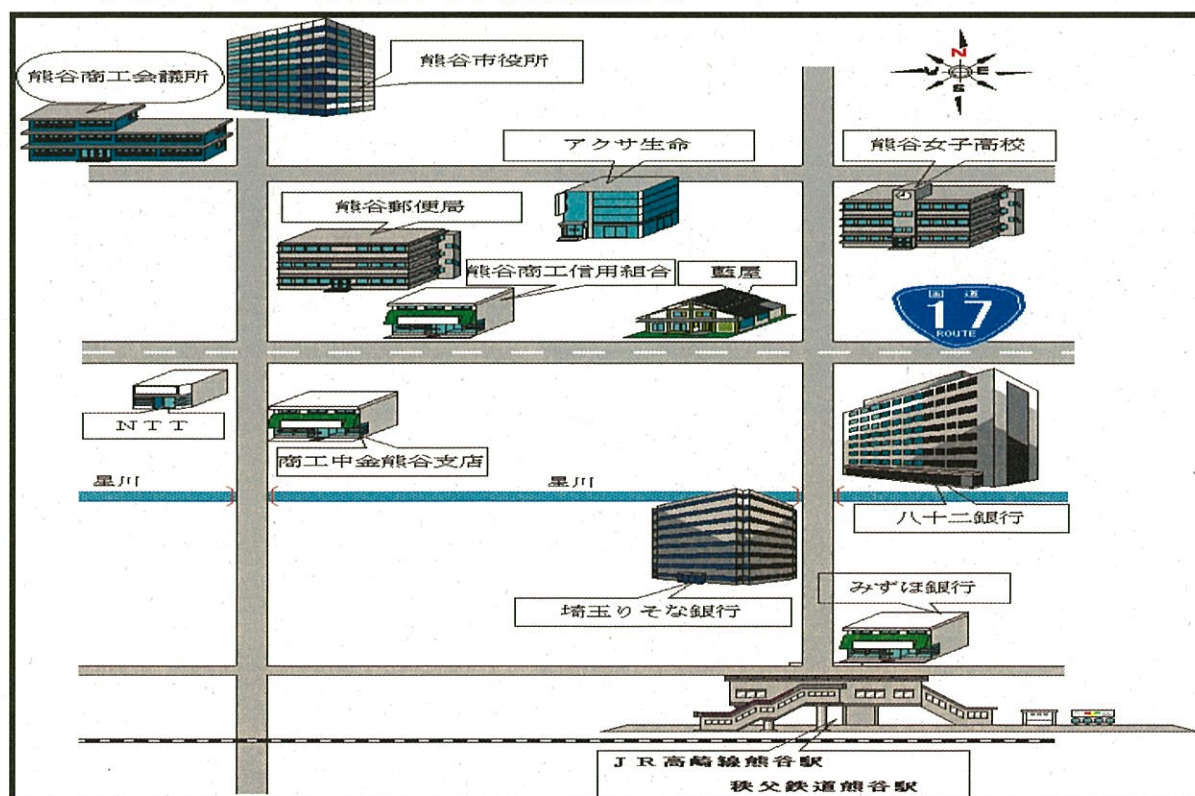 熊谷商工会議所
熊谷市役所
N
W E
S
アクサ生命
熊谷女子高校
熊谷郵便局
熊谷商工信用組合
藍屋
国道
17
ROUTE
NTT
商工中金熊谷支店
星川
星川
八十二銀行
埼玉りそな銀行
みずほ銀行
JR高崎線熊谷駅
秩父鉄道熊谷駅